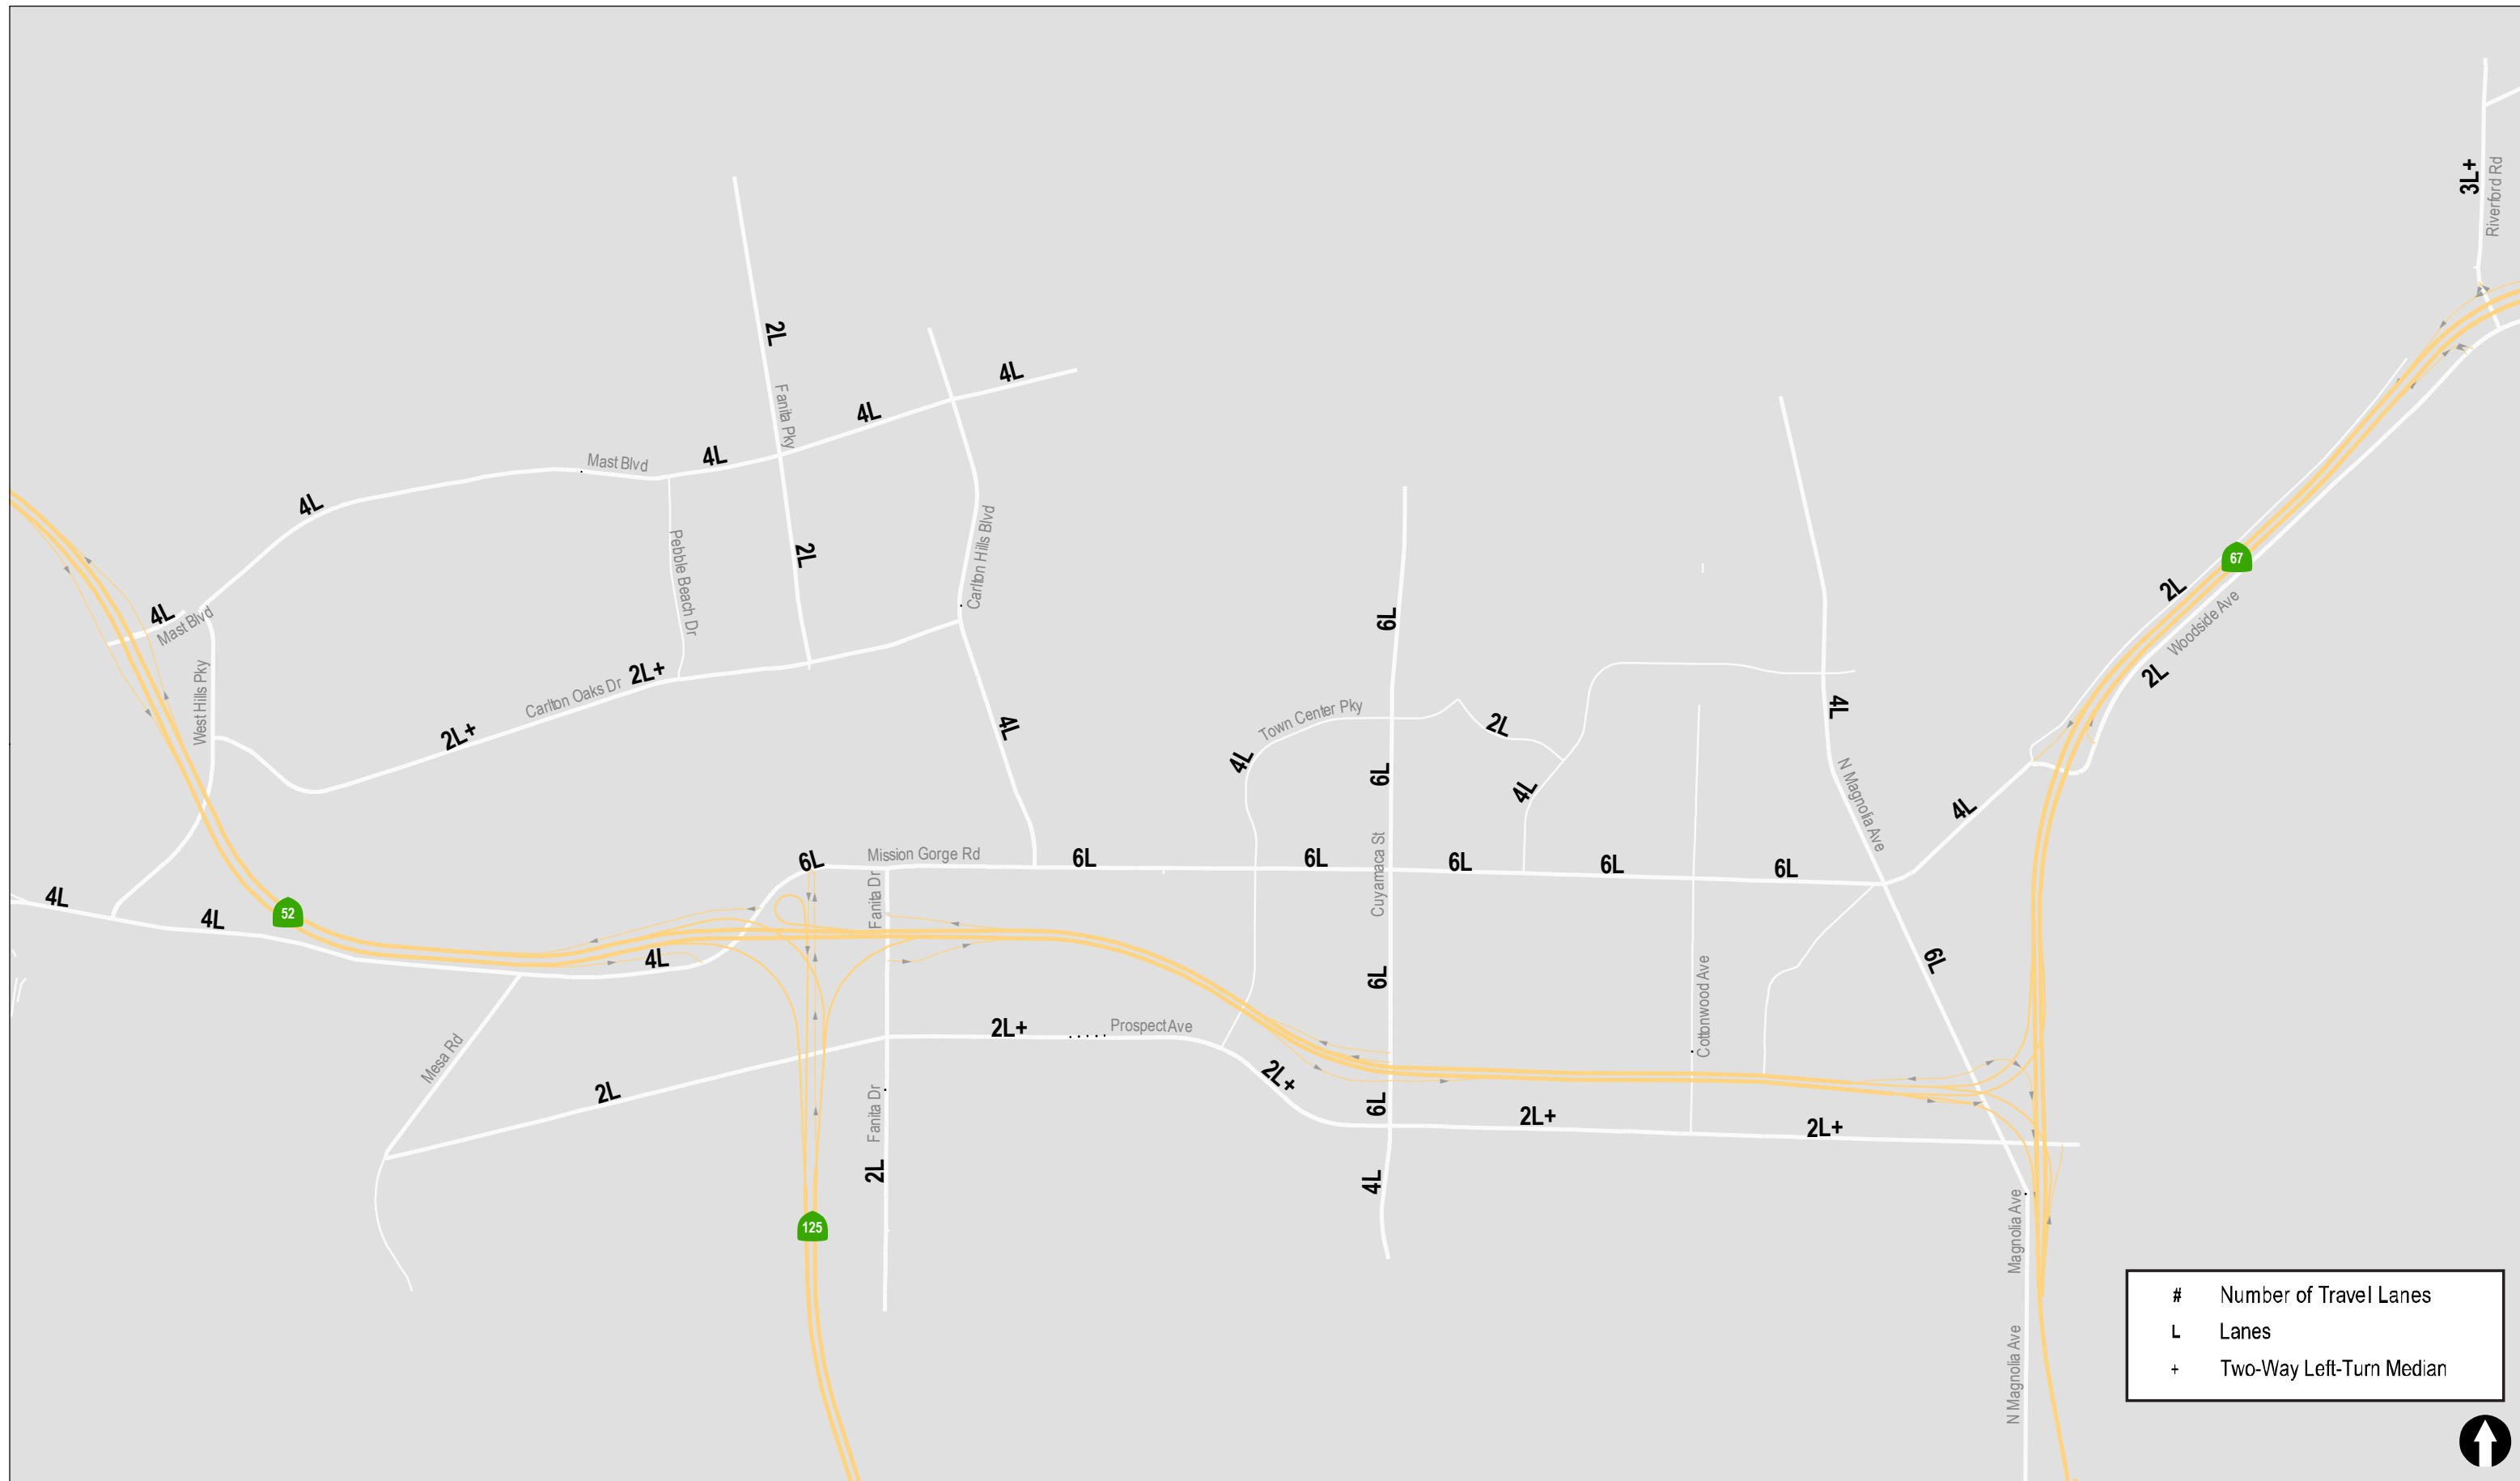 3L+
Riverford Rd
2L
Fanita Pky
4L
4L
4L
Mast Blvd
4L
Pebble Beach Dr
2L
Carlton Hills Blvd
67
2L
Woodside Ave
2L
4L
Mast Blvd
West Hills Pky
2L+
Carlton Oaks Dr
2L+
4L
6L
6L
Town Center Pky
4L
2L
4L
4L
N Magnolia Ave
4L
6L
Mission Gorge Rd
6L
6L
Cuyamaca St
6L
6L
6L
4L
4L
52
4L
Fanita Dr
6L
6L
Cottonwood Ave
Mesa Rd
2L+
Prospect Ave
2L+
2L
Fanita Dr
6L
2L+
2L+
2L
4L
125
Magnolia Ave
N Magnolia Ave
# Number of Travel Lanes
L Lanes
+ Two-Way Left-Turn Median